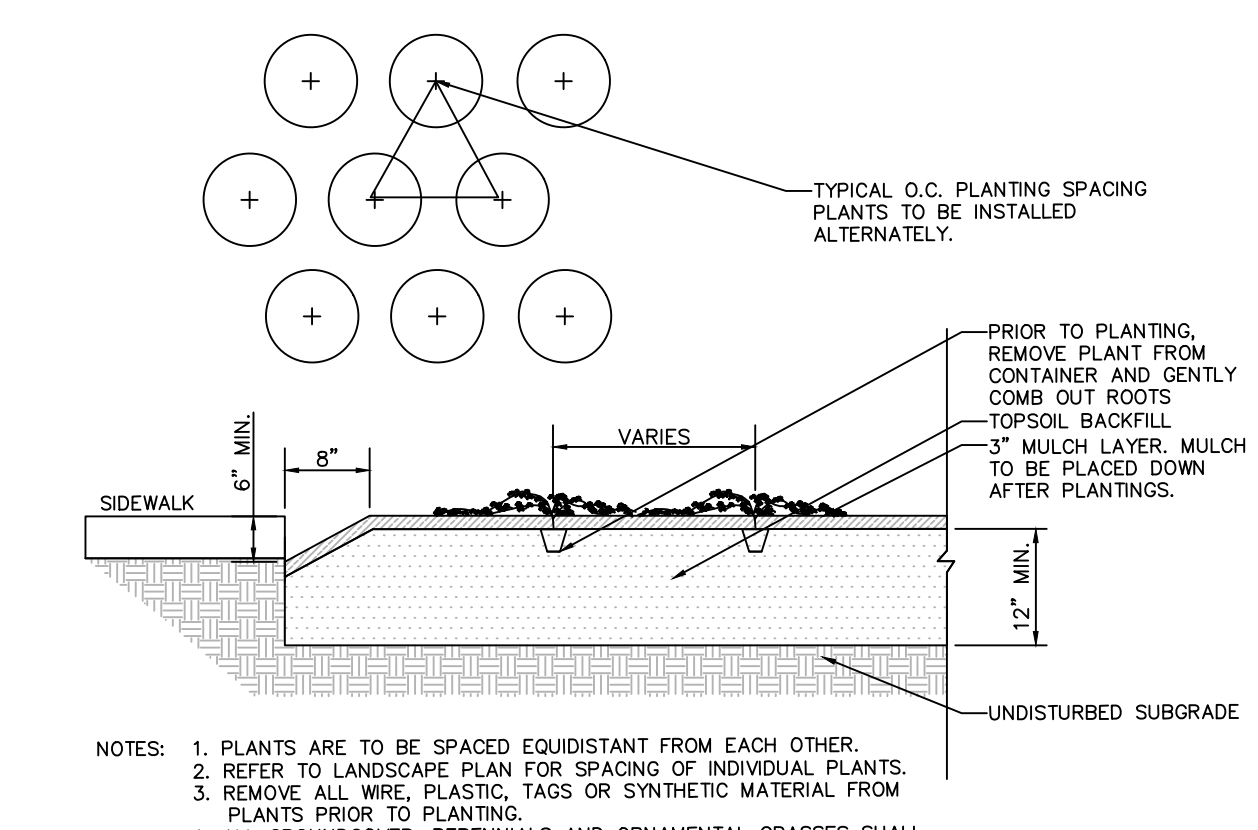 TYPICAL O.C. PLANTING SPACING
PLANTS TO BE INSTALLED
ALTERNATELY.
PRIOR TO PLANTING,
REMOVE PLANT FROM
CONTAINER AND GENTLY
COMB OUT ROOTS
TOPSOIL BACKFILL
3" MULCH LAYER. MULCH
TO BE PLACED DOWN
AFTER PLANTINGS.
VARIES
8"
6" MIN.
SIDEWALK
12" MIN.
UNDISTURBED SUBGRADE
NOTES: 1. PLANTS ARE TO BE SPACED EQUIDISTANT FROM EACH OTHER.
2. REFER TO LANDSCAPE PLAN FOR SPACING OF INDIVIDUAL PLANTS.
3. REMOVE ALL WIRE, PLASTIC, TAGS OR SYNTHETIC MATERIAL FROM
PLANTS PRIOR TO PLANTING.